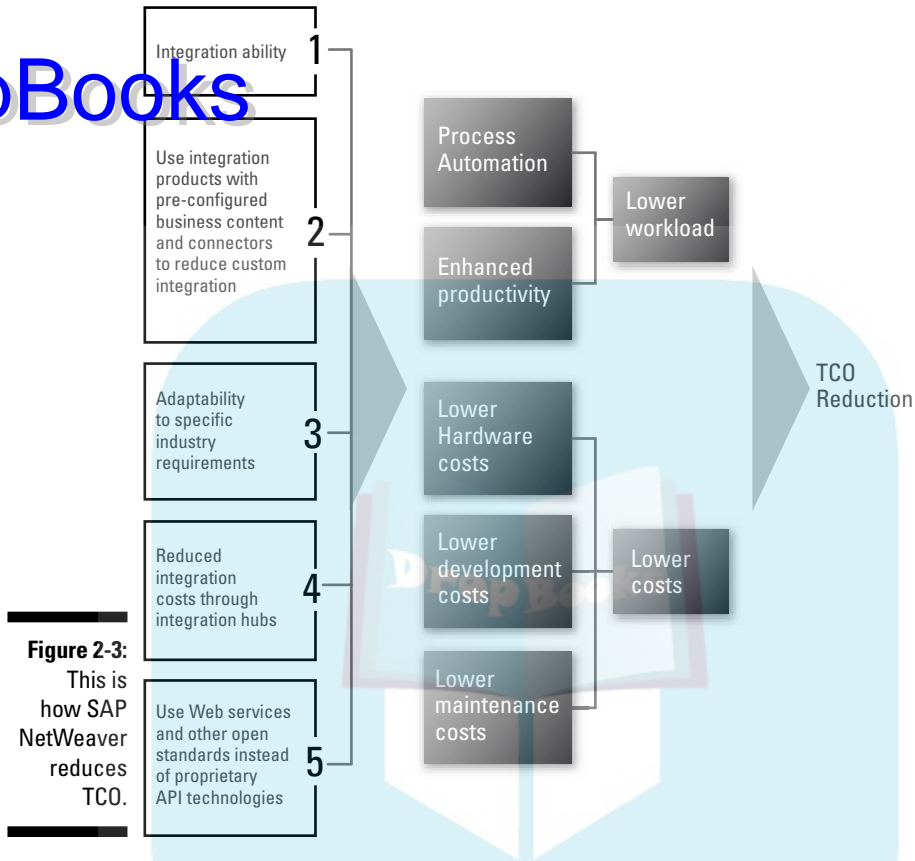 Integration ability
1
Books
Use integration
products with
pre-configured
business content
and connectors
to reduce custom
integration
2
Adaptability
to specific
industry
requirements
3
Reduced
integration
costs through
integration hubs
4
Use Web services
and other open
standards instead
of proprietary
API technologies
5
Process
Automation
Enhanced
productivity
Lower
workload
Lower
Hardware
costs
Lower
development
costs
Lower
maintenance
costs
Lower
costs
TCO
Reduction
Figure 2-3:
This is
how SAP
NetWeaver
reduces
TCO.